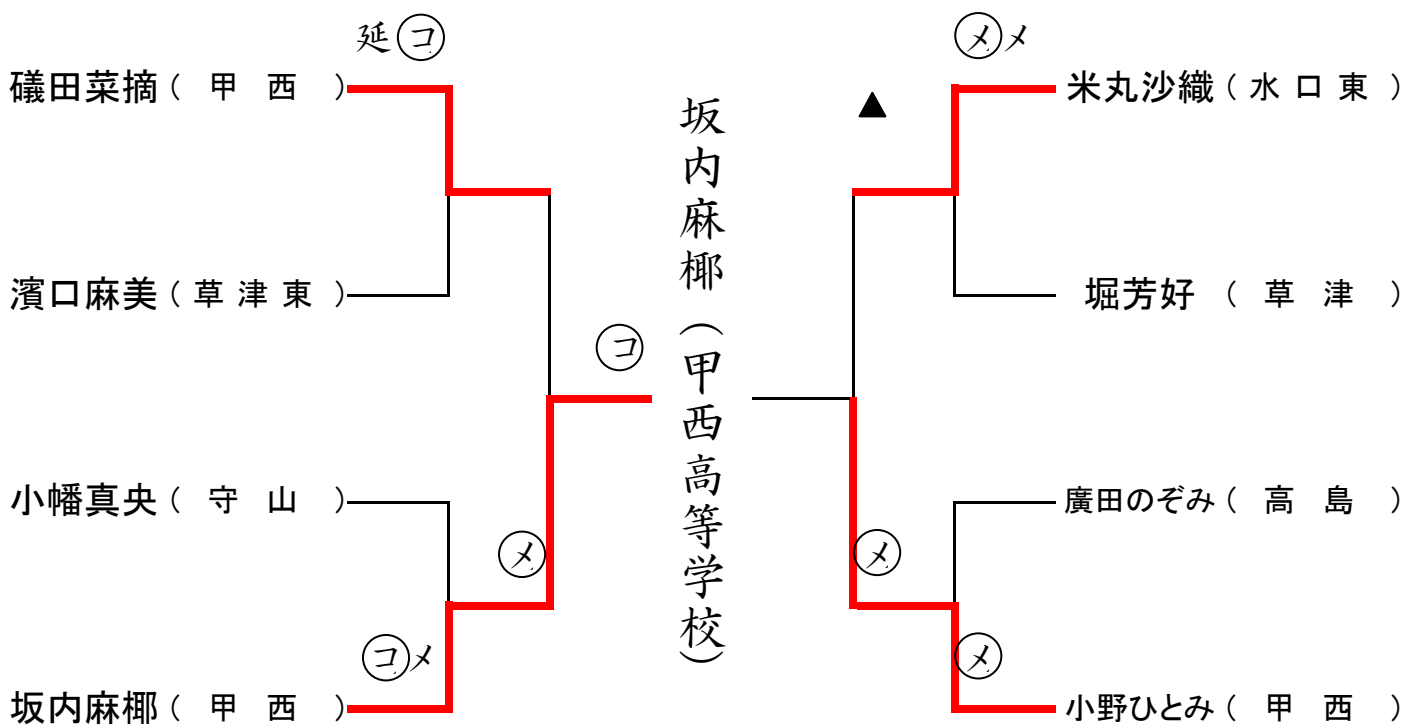 延コ
メメ
礒田菜摘（甲西）
米丸沙織（水口東）
▲
坂内麻椰（甲西高等学校）
濱口麻美（草津東）
堀芳好（草津）
コ
小幡真央（守山）
廣田のぞみ（高島）
メ
メ
コメ
メ
坂内麻椰（甲西）
小野ひとみ（甲西）